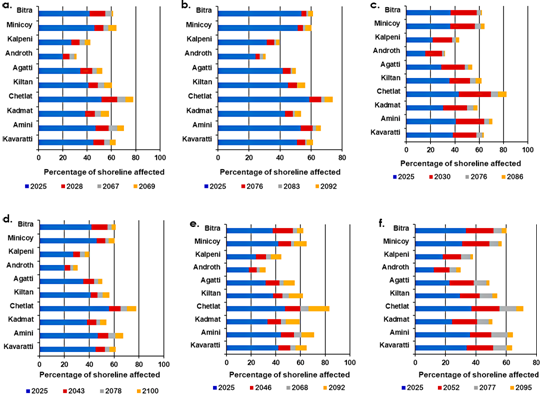 a.
Bitra
Minicoy
Kalpeni
Androth
Agatti
Kiltan
Chetlat
Kadmat
Amini
Kavaratti
0 20 40 60 80 100
Percentage of shoreline affected
2025 2028 2067 2069
b.
Bitra
Minicoy
Kalpeni
Androth
Agatti
Kiltan
Chetlat
Kadmat
Amini
Kavaratti
0 20 40 60 80
Percentage of shoreline affected
2025 2076 2083 2092
c.
Bitra
Minicoy
Kalpeni
Androth
Agatti
Kiltan
Chetlat
Kadmat
Amini
Kavaratti
0 20 40 60 80 100
Percentage of shoreline affected
2025 2030 2076 2086
d.
Bitra
Minicoy
Kalpeni
Androth
Agatti
Kiltan
Chetlat
Kadmat
Amini
Kavaratti
0 20 40 60 80 100
Percentage of shoreline affected
2025 2043 2078 2100
e.
Bitra
Minicoy
Kalpeni
Androth
Agatti
Kiltan
Chetlat
Kadmat
Amini
Kavaratti
0 20 40 60 80 100
Percentage of shoreline affected
2025 2046 2068 2092
f.
Bitra
Minicoy
Kalpeni
Androth
Agatti
Kiltan
Chetlat
Kadmat
Amini
Kavaratti
0 20 40 60 80
Percentage of shoreline affected
2025 2052 2077 2095